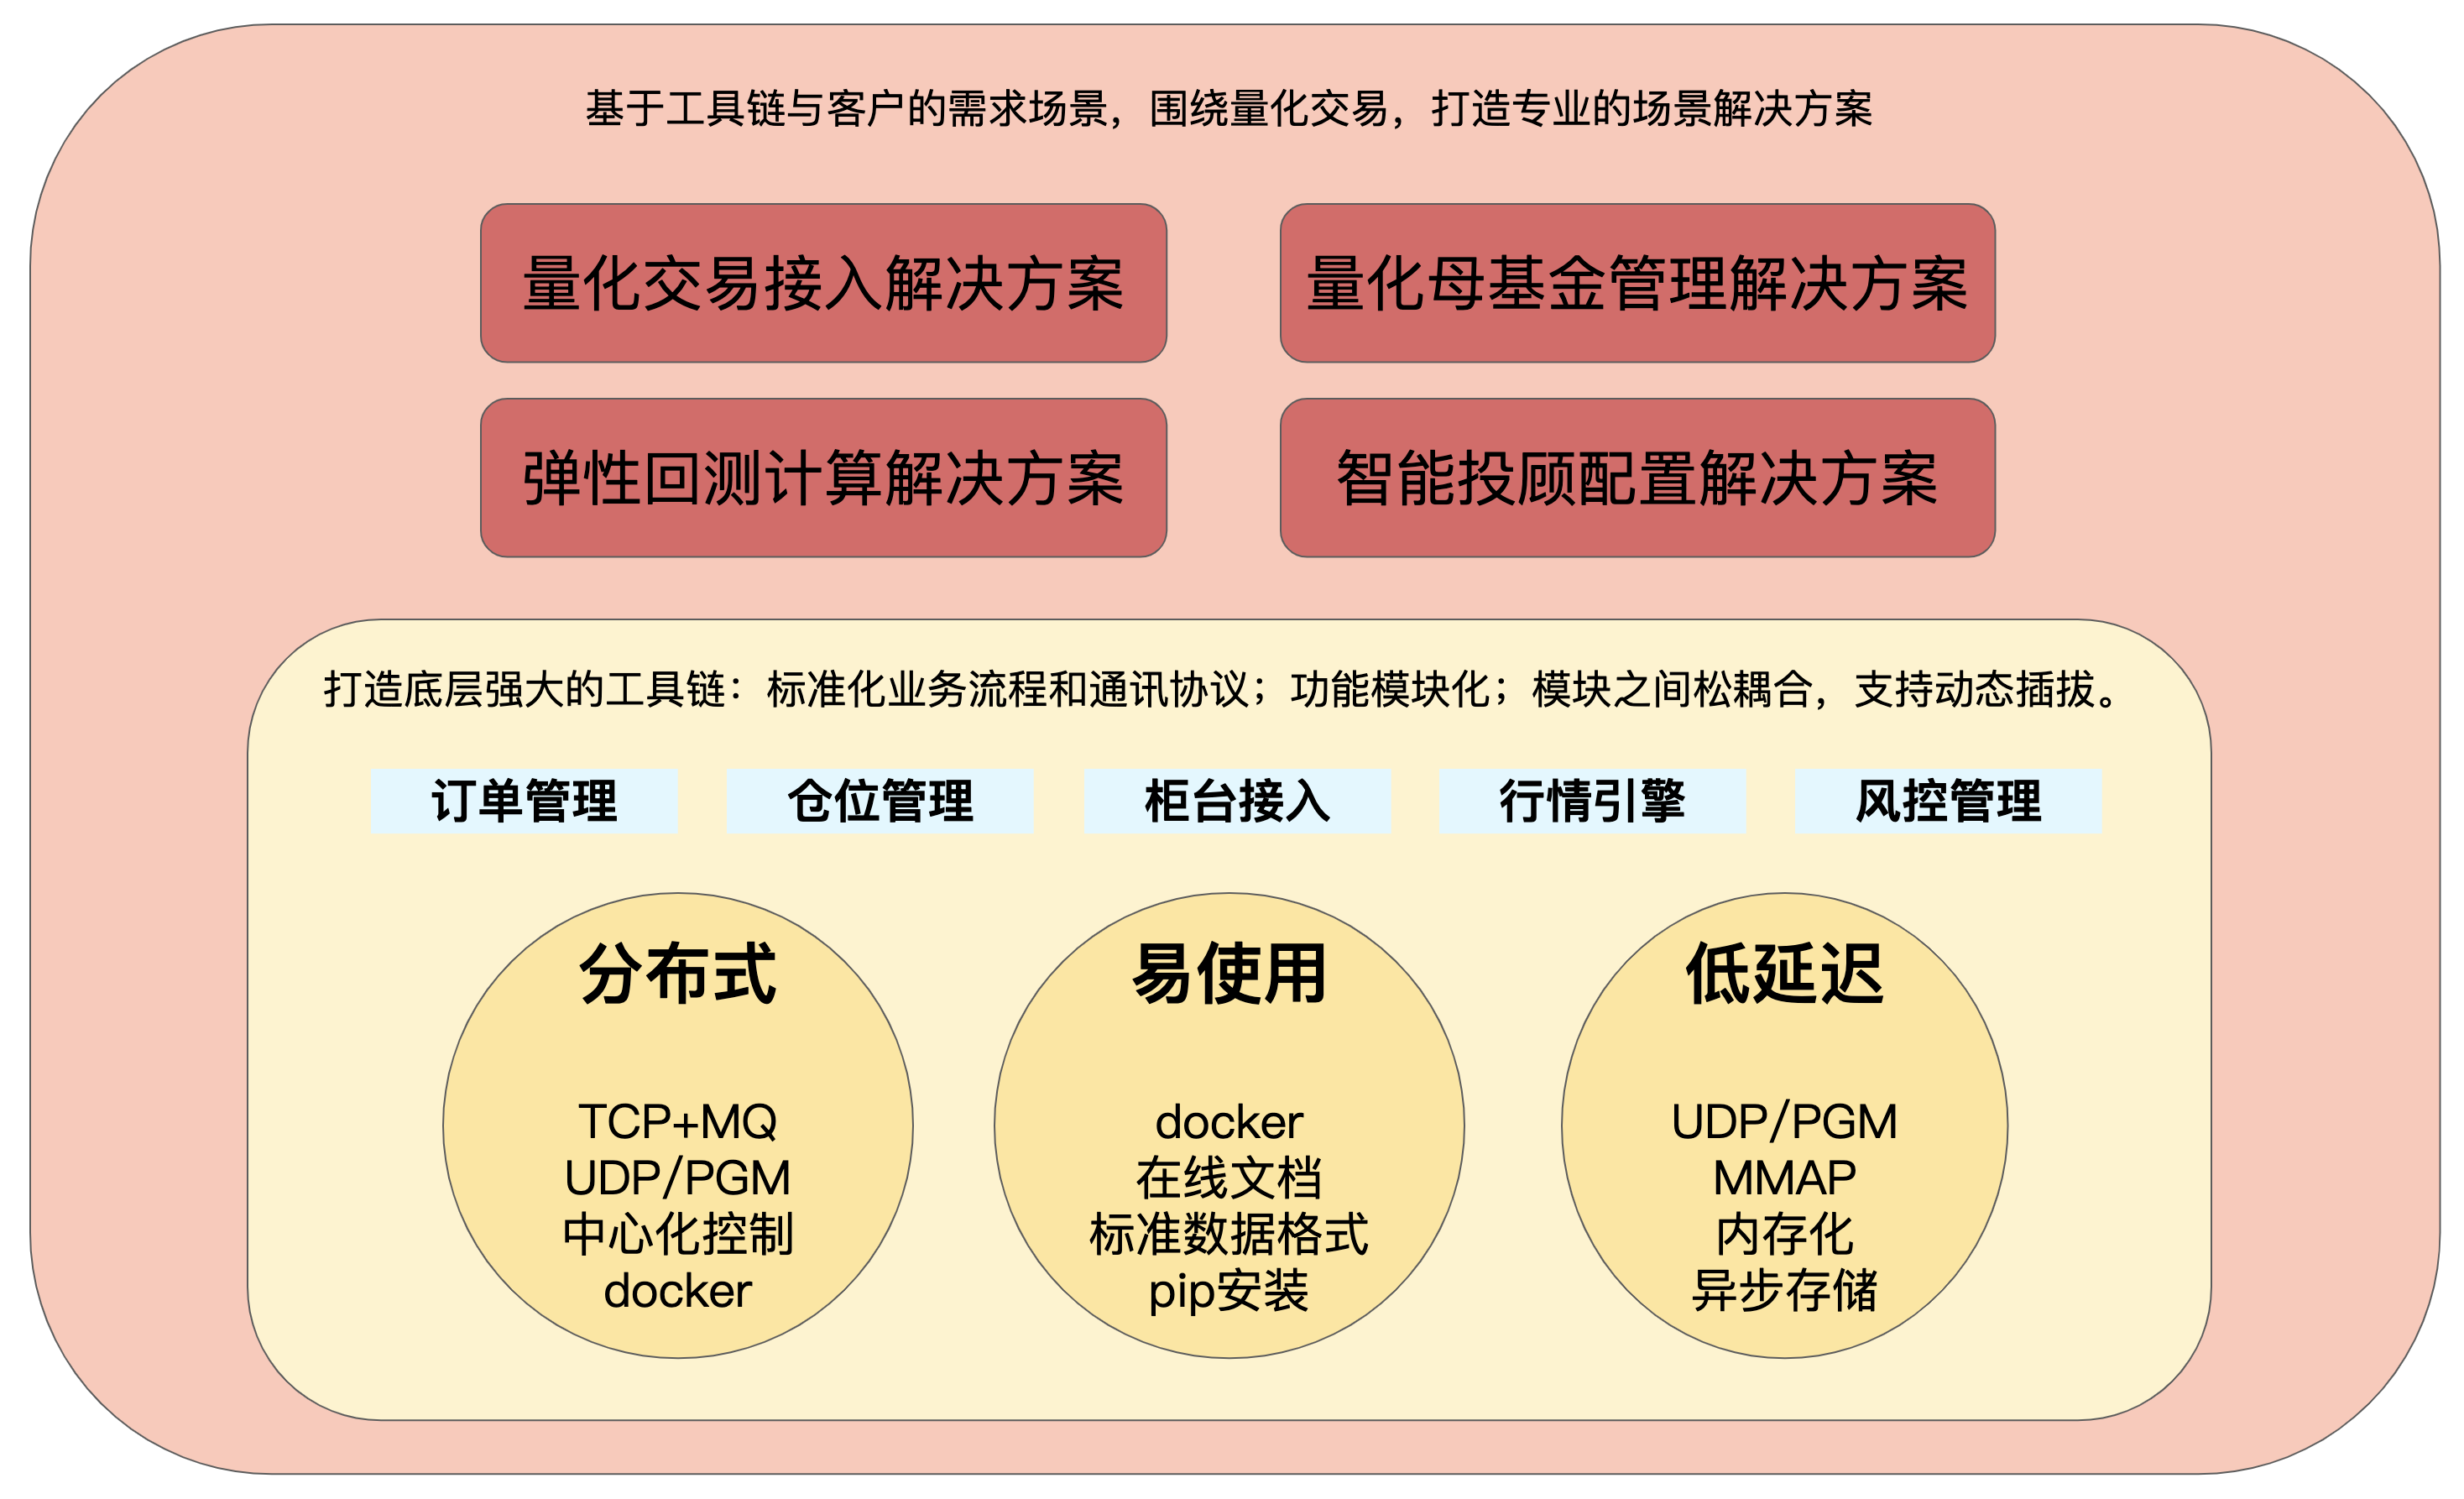 基于工具链与客户的需求场景，围绕量化交易，打造专业的场景解决方案
量化交易接入解决方案
量化母基金管理解决方案
弹性回测计算解决方案
智能投顾配置解决方案
打造底层强大的工具链：标准化业务流程和通讯协议；功能模块化；模块之间松耦合，支持动态插拔。
订单管理
仓位管理
柜台接入
行情引擎
风控管理
分布式
TCP+MQ
UDP/PGM
中心化控制
docker
易使用
docker
在线文档
标准数据格式
pip安装
低延迟
UDP/PGM
MMAP
内存化
异步存储